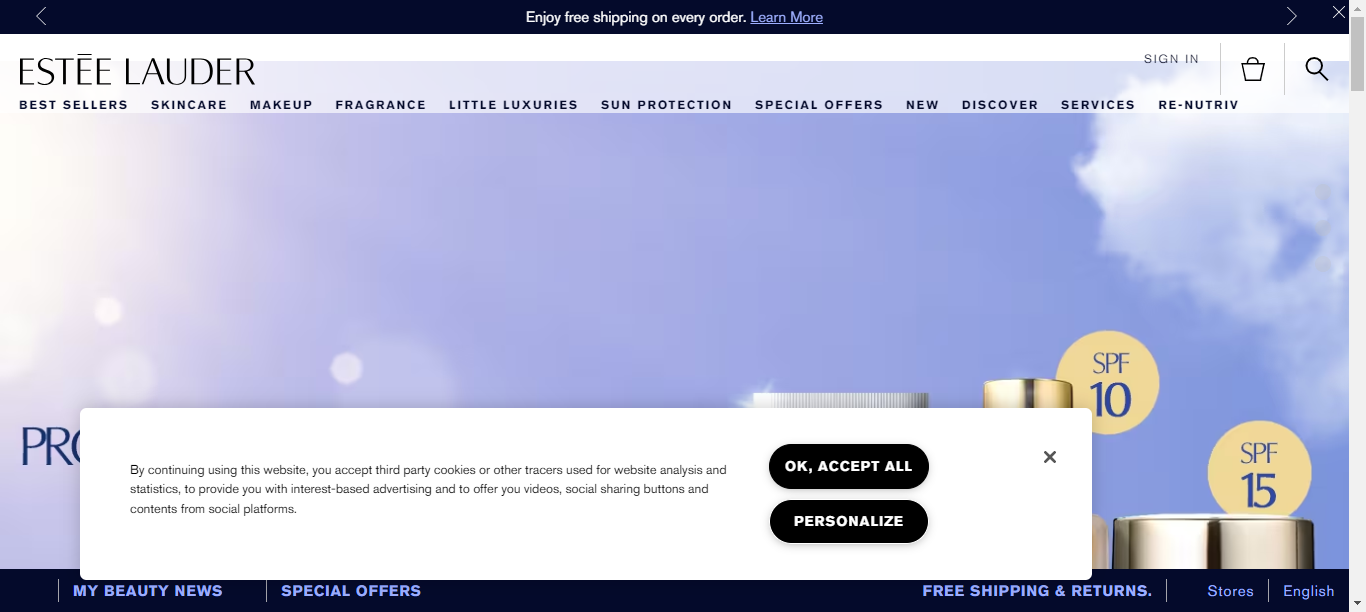 Enjoy free shipping on every order. Learn More
ESTĒE LAUDER
SIGN IN
BEST SELLERS SKINCARE MAKEUP FRAGRANCE LITTLE LUXURIES SUN PROTECTION SPECIAL OFFERS NEW DISCOVER SERVICES RE-NUTRIV
SPF
10
SPF
15
By continuing using this website, you accept third party cookies or other tracers used for website analysis and
statistics, to provide you with interest-based advertising and to offer you videos, social sharing buttons and
contents from social platforms.
OK, ACCEPT ALL
PERSONALIZE
MY BEAUTY NEWS SPECIAL OFFERS FREE SHIPPING & RETURNS. Stores English